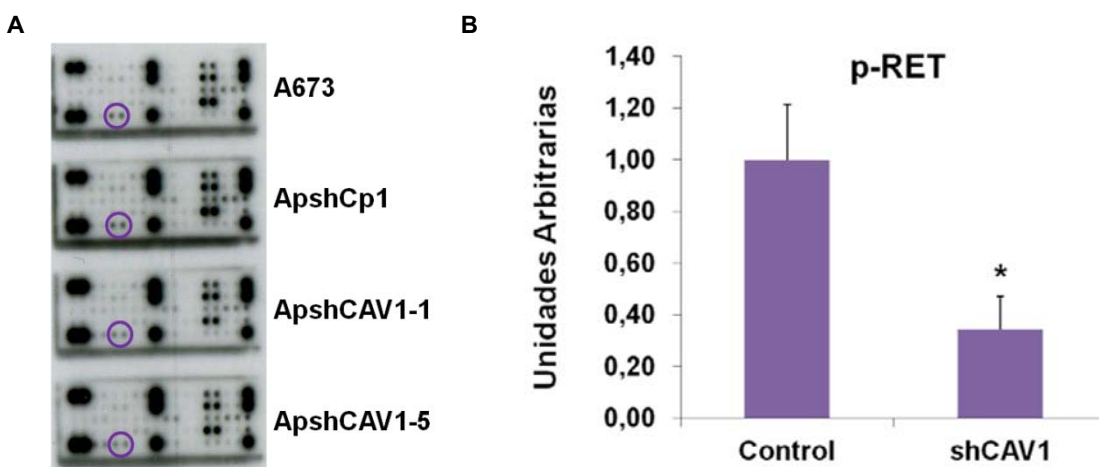 A
A673
ApshCp1
ApshCAV1-1
ApshCAV1-5
B
p-RET
Unidades Arbitrarias
1,40
1,20
1,00
0,80
0,60
0,40
0,20
0,00
*
Control
shCAV1